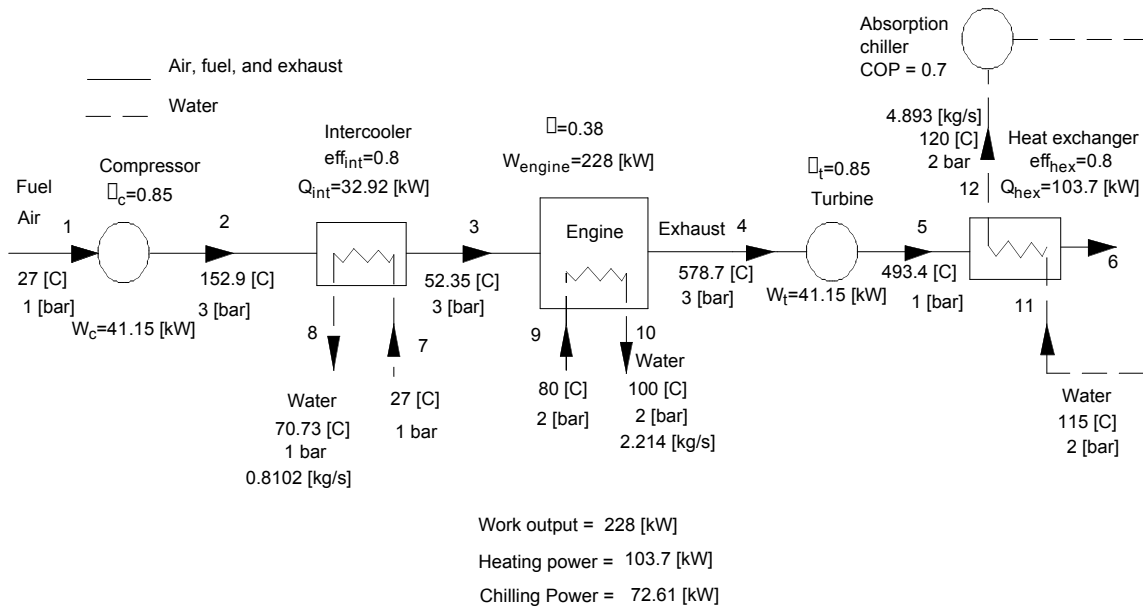 Air, fuel, and exhaust
Water
Absorption
chiller
COP = 0.7
4.893 [kg/s]
120 [C]
2 bar
12
Heat exchanger
eff_hex=0.8
Q_hex=103.7 [kW]
Intercooler
eff_int=0.8
Q_int=32.92 [kW]
□=0.38
W_engine=228 [kW]
Compressor
□_c=0.85
□_t=0.85
Turbine
Fuel
Air
1
2
3
Engine
Exhaust
4
5
6
27 [C]
1 [bar]
W_c=41.15 [kW]
152.9 [C]
3 [bar]
52.35 [C]
3 [bar]
578.7 [C]
3 [bar]
W_t=41.15 [kW]
493.4 [C]
1 [bar]
11
8
7
9
10
Water
70.73 [C]
1 bar
0.8102 [kg/s]
27 [C]
1 bar
80 [C]
2 [bar]
Water
100 [C]
2 [bar]
2.214 [kg/s]
Water
115 [C]
2 [bar]
Work output = 228 [kW]
Heating power = 103.7 [kW]
Chilling Power = 72.61 [kW]